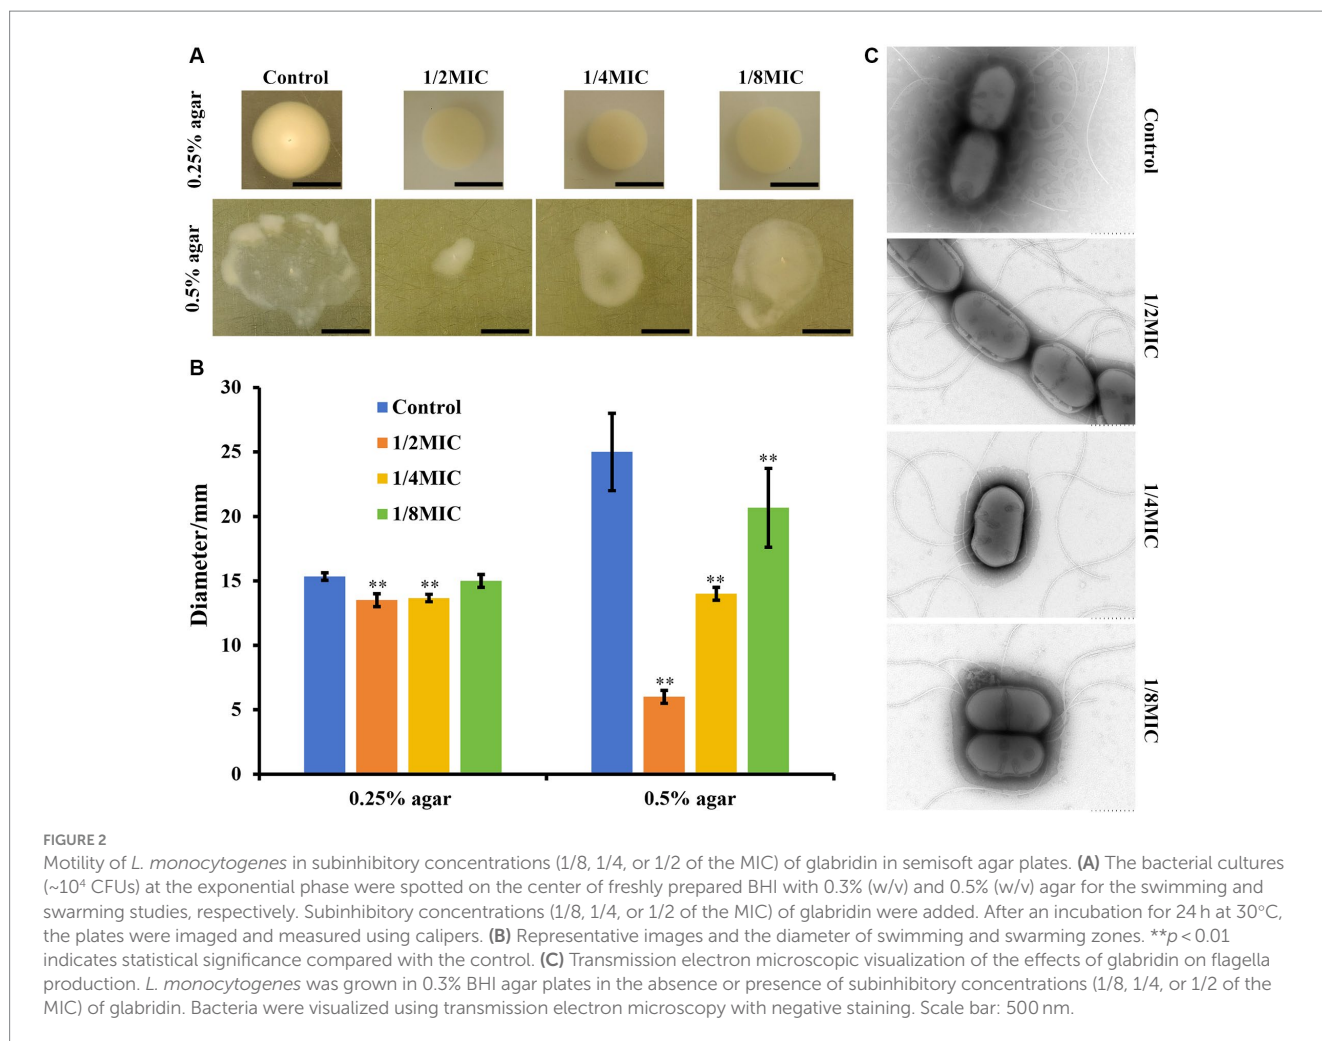 A
Control 1/2MIC 1/4MIC 1/8MIC
0.25% agar
0.5% agar
B
30
25
20
15
10
5
0
Diameter/mm
Control
1/2MIC
1/4MIC
1/8MIC
** **
** ** **
0.25% agar 0.5% agar
C
Control
1/2MIC
1/4MIC
1/8MIC
FIGURE 2
Motility of L. monocytogenes in subinhibitory concentrations (1/8, 1/4, or 1/2 of the MIC) of glabridin in semisoft agar plates. (A) The bacterial cultures
(~10⁴ CFUs) at the exponential phase were spotted on the center of freshly prepared BHI with 0.3% (w/v) and 0.5% (w/v) agar for the swimming and
swarming studies, respectively. Subinhibitory concentrations (1/8, 1/4, or 1/2 of the MIC) of glabridin were added. After an incubation for 24 h at 30°C,
the plates were imaged and measured using calipers. (B) Representative images and the diameter of swimming and swarming zones. **p < 0.01
indicates statistical significance compared with the control. (C) Transmission electron microscopic visualization of the effects of glabridin on flagella
production. L. monocytogenes was grown in 0.3% BHI agar plates in the absence or presence of subinhibitory concentrations (1/8, 1/4, or 1/2 of the
MIC) of glabridin. Bacteria were visualized using transmission electron microscopy with negative staining. Scale bar: 500 nm.